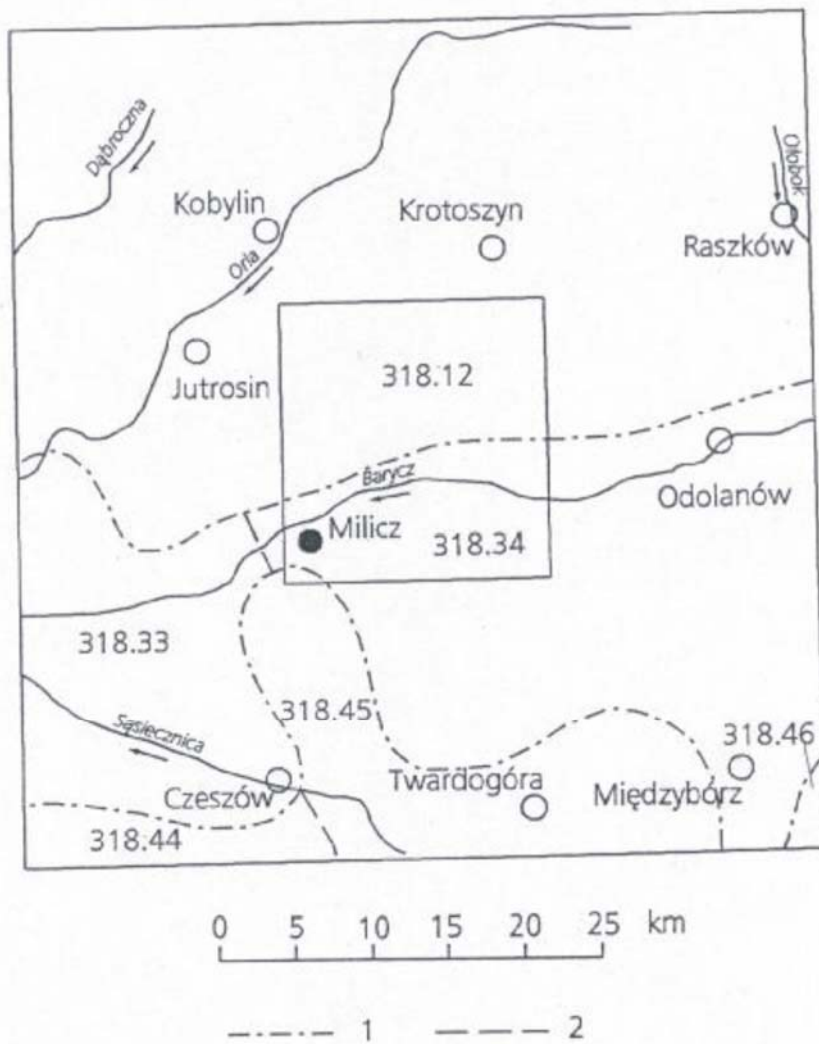 Dąbroczna
Ołobok
Kobylin
Krotoszyn
Raszków
Orla
Jutrosin
318.12
Barycz
Odolanów
Milicz
318.34
318.33
318.45
Sąsiecznica
318.46
Czeszów
Twardogóra
Międzybórz
318.44
0 5 10 15 20 25 km
1 2